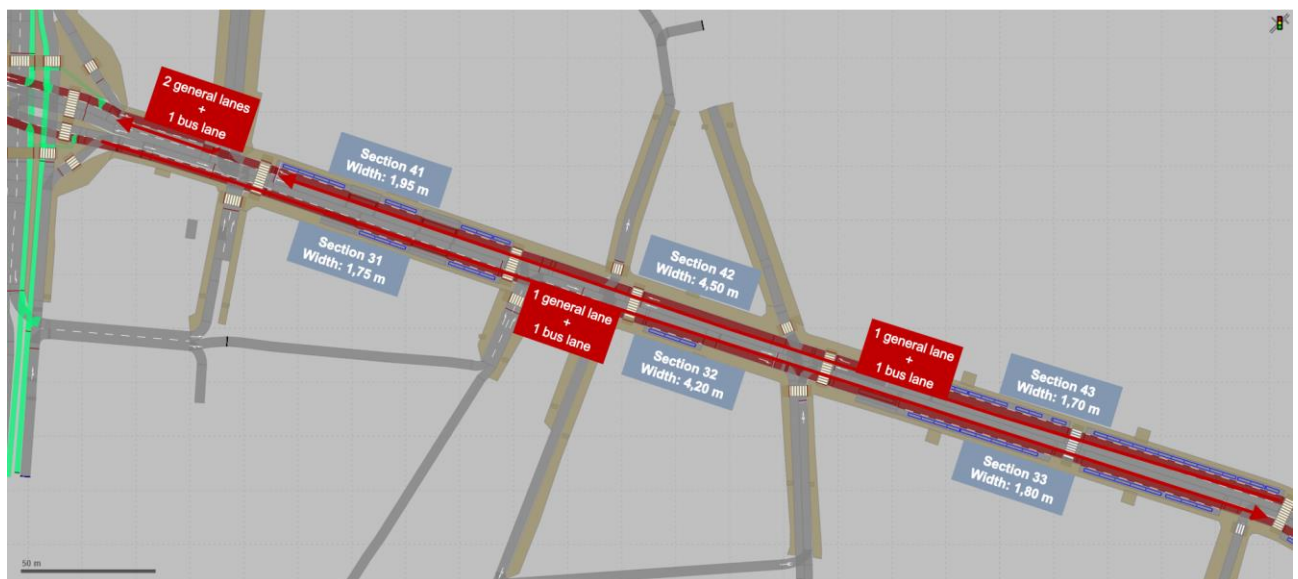 2 general lanes
+
1 bus lane
Section 41
Width: 1,95 m
Section 31
Width: 1,75 m
Section 42
Width: 4,50 m
1 general lane
+
1 bus lane
Section 32
Width: 4,20 m
1 general lane
+
1 bus lane
Section 43
Width: 1,70 m
Section 33
Width: 1,80 m
50 m